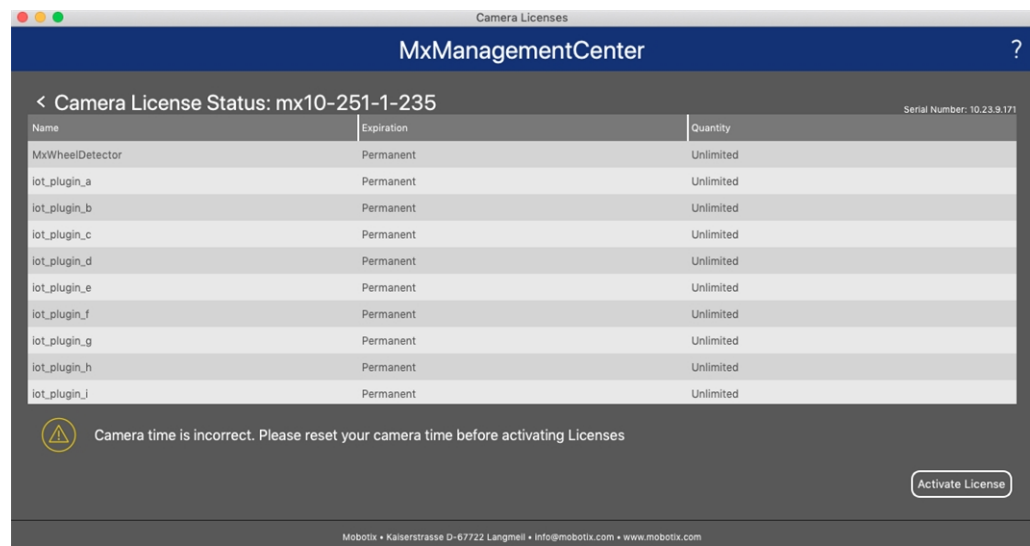 Camera Licenses
MxManagementCenter ?
< Camera License Status: mx10-251-1-235
Serial Number: 10.23.9.171
Name Expiration Quantity
MxWheelDetector Permanent Unlimited
iot_plugin_a Permanent Unlimited
iot_plugin_b Permanent Unlimited
iot_plugin_c Permanent Unlimited
iot_plugin_d Permanent Unlimited
iot_plugin_e Permanent Unlimited
iot_plugin_f Permanent Unlimited
iot_plugin_g Permanent Unlimited
iot_plugin_h Permanent Unlimited
iot_plugin_i Permanent Unlimited
Camera time is incorrect. Please reset your camera time before activating Licenses
Activate License
Mobotix • Kaiserstrasse D-67722 Langmeil • info@mobotix.com • www.mobotix.com